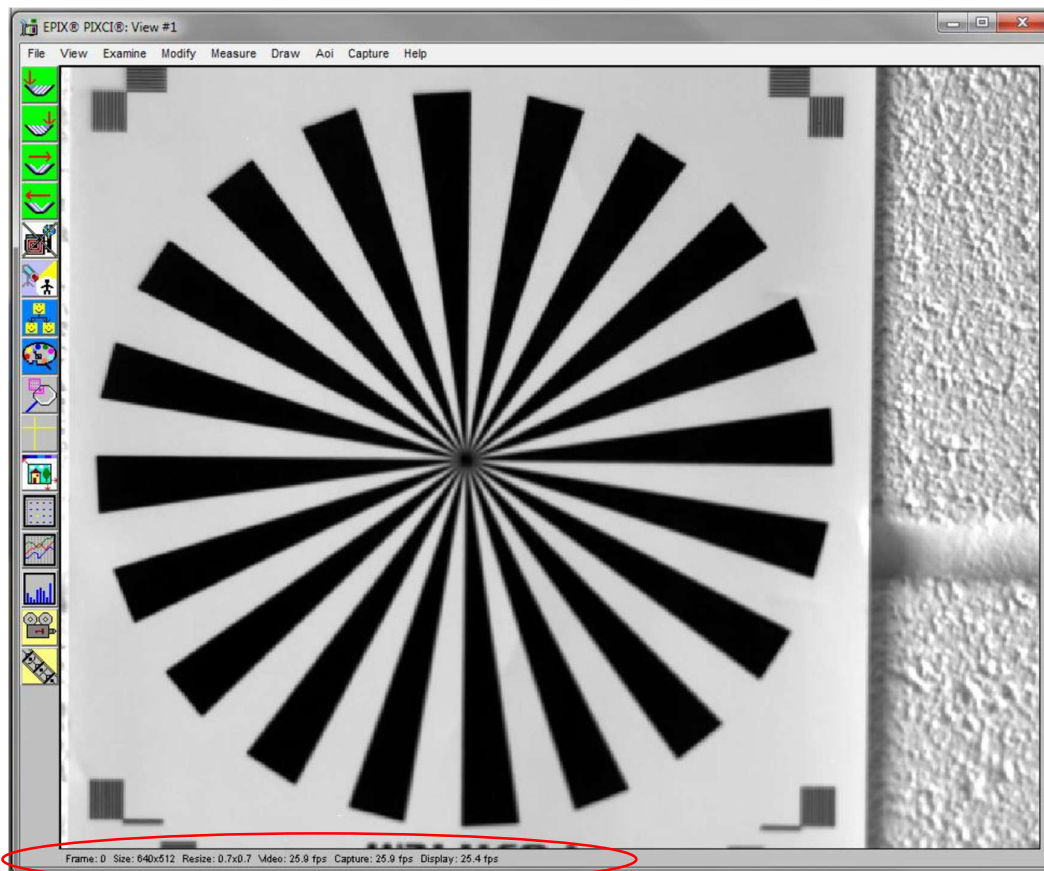 EPIX® PIXCI®: View #1
File View Examine Modify Measure Draw Aoi Capture Help
Frame: 0 Size: 640x512 Resize: 0.7x0.7 Video: 25.9 fps Capture: 25.9 fps Display: 25.4 fps